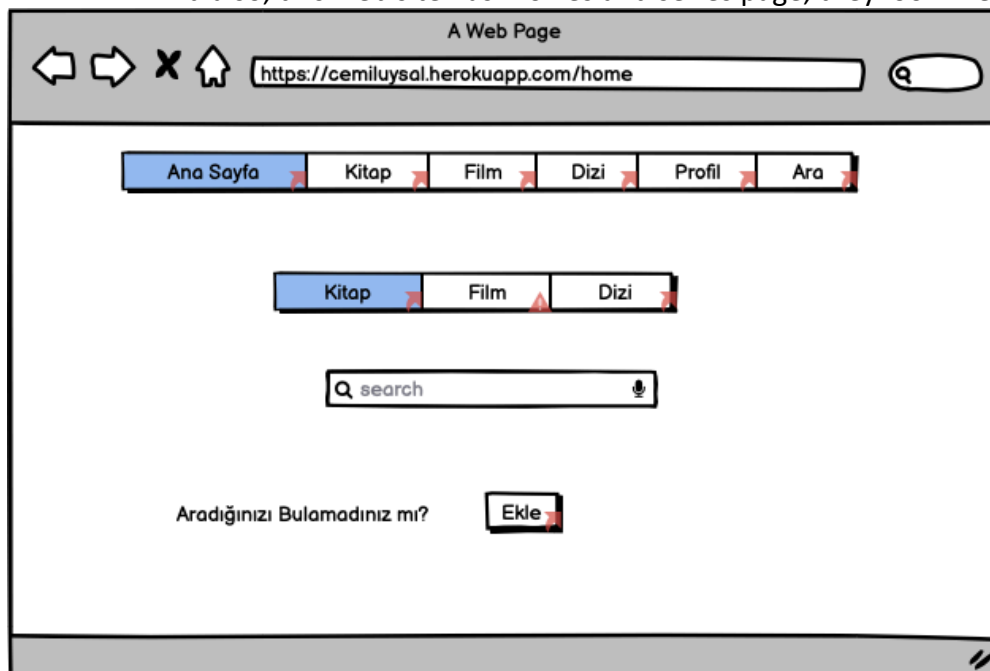 A Web Page
https://cemiluysal.herokuapp.com/home
Ana Sayfa Kitap Film Dizi Profil Ara
Kitap Film Dizi
search
Aradığınızı Bulamadınız mı? Ekle